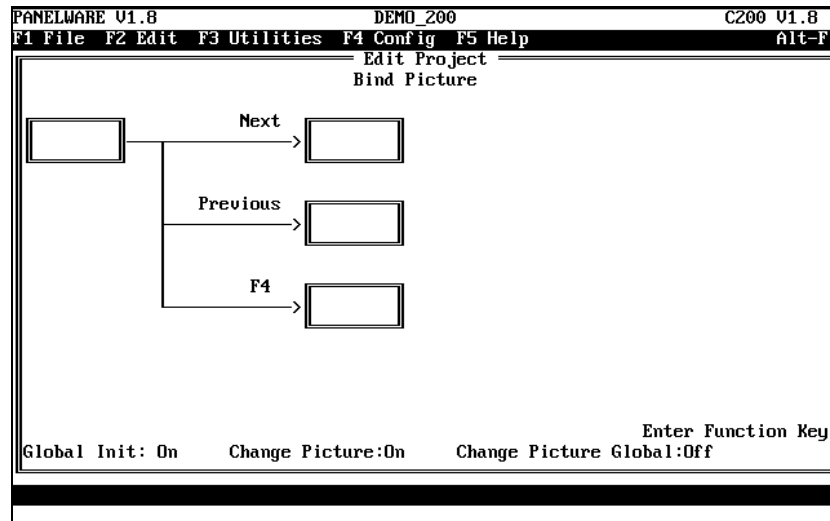 PANELWARE V1.8 DEMO_200 C200 V1.8
F1 File F2 Edit F3 Utilities F4 Config F5 Help Alt-F
Edit Project
Bind Picture
Next
Previous
F4
Enter Function Key
Global Init: On Change Picture:On Change Picture Global:Off